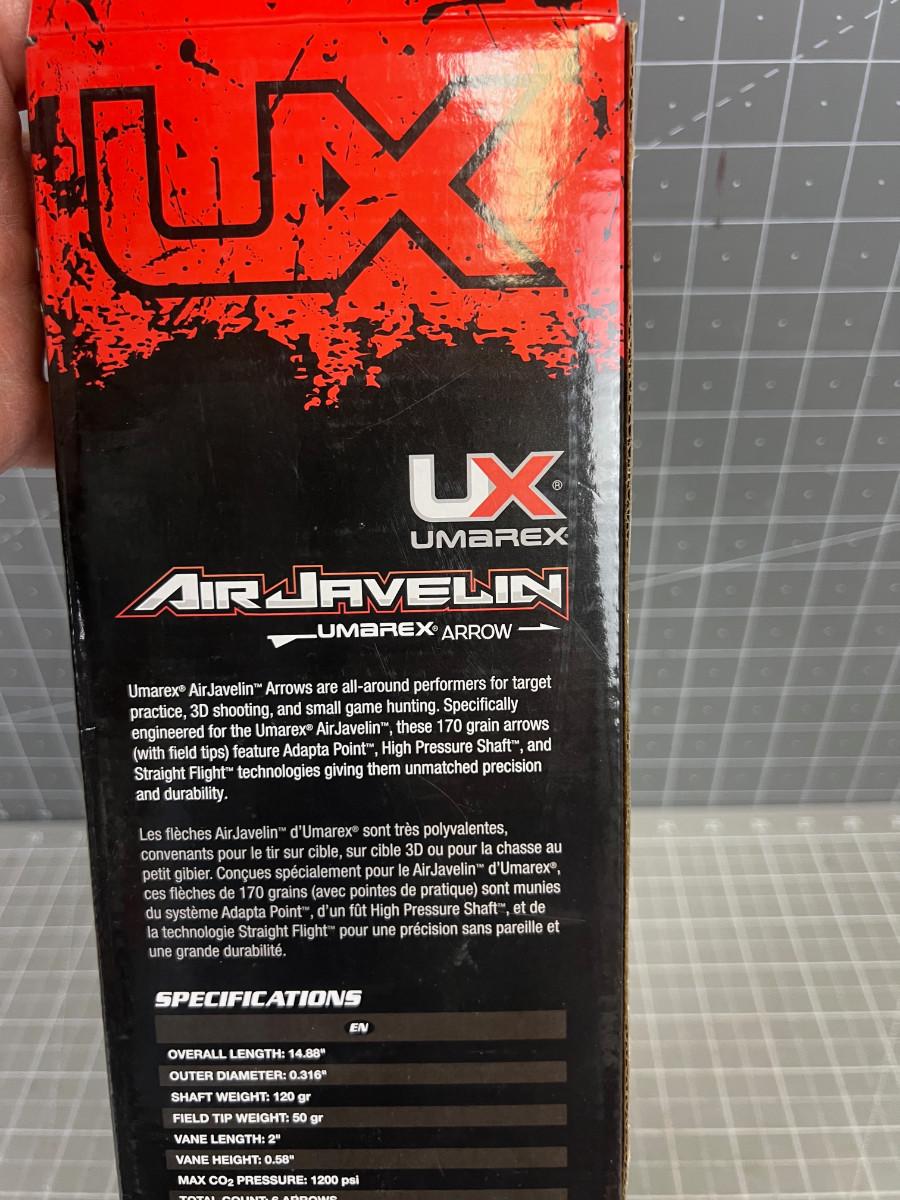 UX
UX®
UMAREX
AIRJAVELIN
UMAREX® ARROW
Umarex® AirJavelin™ Arrows are all-around performers for target
practice, 3D shooting, and small game hunting. Specifically
engineered for the Umarex® AirJavelin™, these 170 grain arrows
(with field tips) feature Adapta Point™, High Pressure Shaft™, and
Straight Flight™ technologies giving them unmatched precision
and durability.
Les flèches AirJavelin™ d'Umarex® sont très polyvalentes,
convenants pour le tir sur cible, sur cible 3D ou pour la chasse au
petit gibier. Conçues spécialement pour le AirJavelin™ d'Umarex®,
ces flèches de 170 grains (avec pointes de pratique) sont munies
du système Adapta Point™, d'un fût High Pressure Shaft™, et de
la technologie Straight Flight™ pour une précision sans pareille et
une grande durabilité.
SPECIFICATIONS
EN
OVERALL LENGTH: 14.88"
OUTER DIAMETER: 0.316"
SHAFT WEIGHT: 120 gr
FIELD TIP WEIGHT: 50 gr
VANE LENGTH: 2"
VANE HEIGHT: 0.58"
MAX CO₂ PRESSURE: 1200 psi
TOTAL COUNT: 6 ARROWS